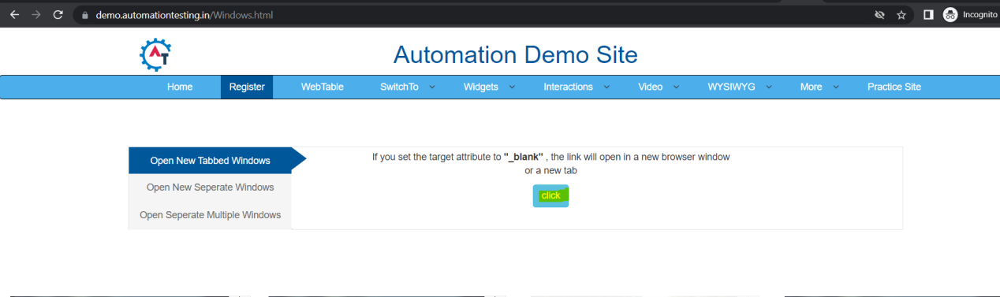 demo.automationtesting.in/Windows.html
Incognito
AT
Automation Demo Site
Home Register WebTable SwitchTo Widgets Interactions Video WYSIWYG More Practice Site
Open New Tabbed Windows
Open New Seperate Windows
Open Seperate Multiple Windows
If you set the target attribute to "_blank" , the link will open in a new browser window
or a new tab
click